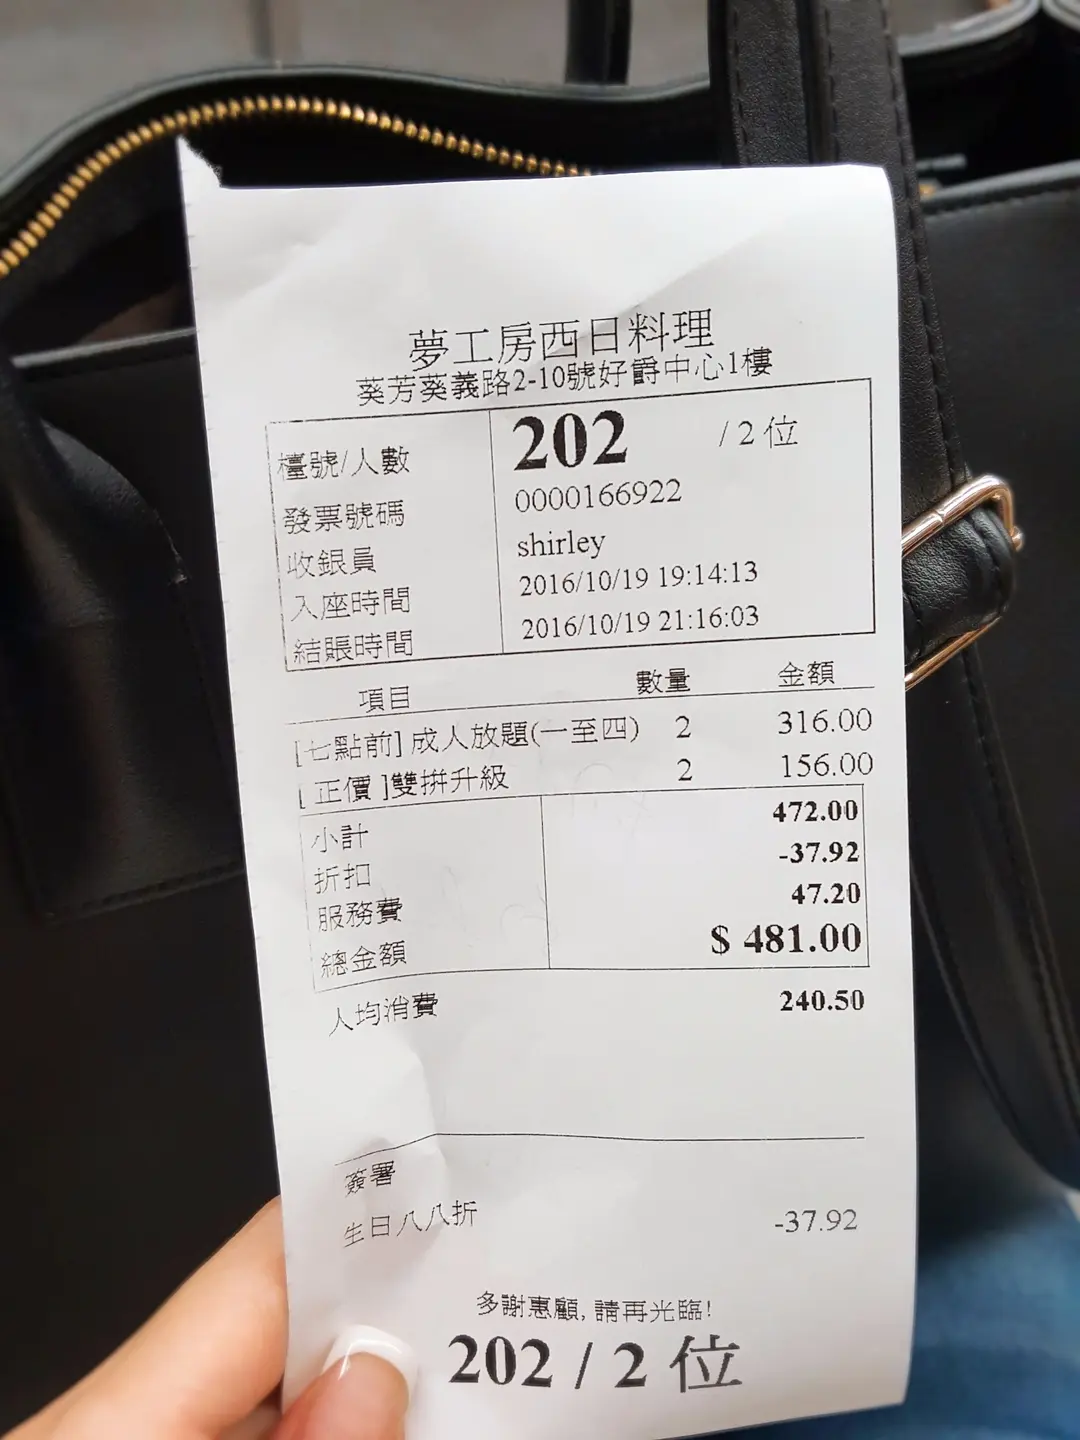 夢工房西日料理
葵芳葵義路2-10號好爵中心1樓
檯號/人數 202 / 2 位
發票號碼 0000166922
收銀員 shirley
入座時間 2016/10/19 19:14:13
結賬時間 2016/10/19 21:16:03
項目 數量 金額
[七點前] 成人放題(一至四) 2 316.00
[ 正價 ]雙拼升級 2 156.00
小計 472.00
折扣 -37.92
服務費 47.20
總金額 $ 481.00
人均消費 240.50
簽署
生日八八折 -37.92
多謝惠顧, 請再光臨!
202 / 2 位